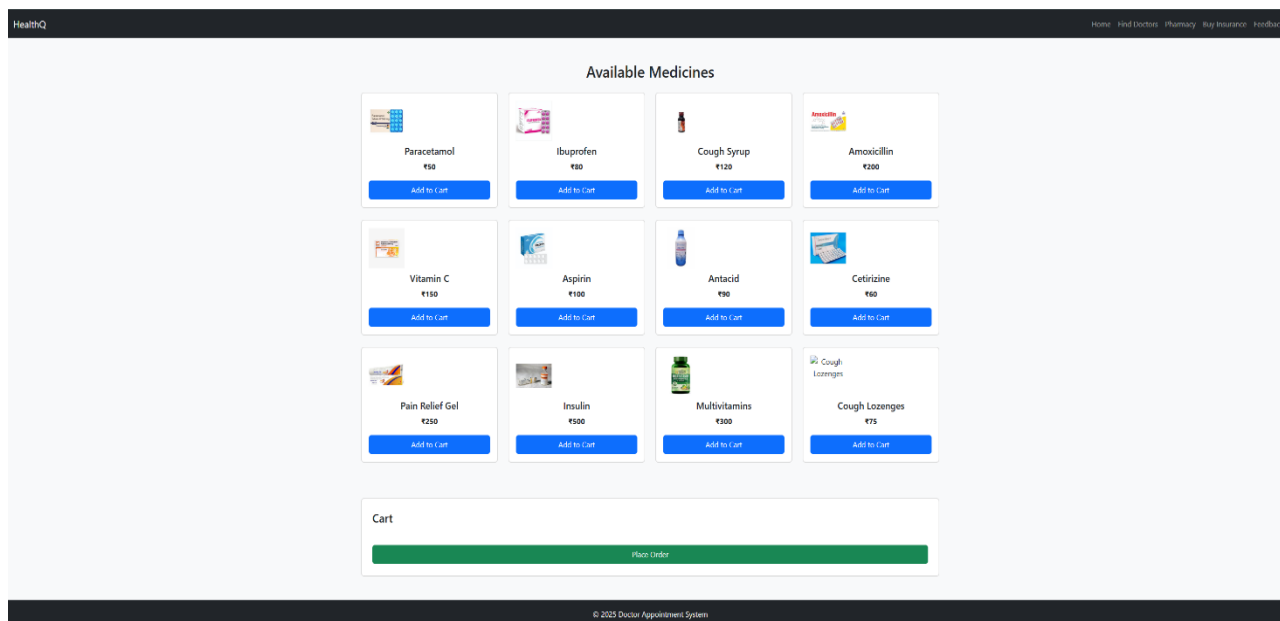 HealthQ
Home Find Doctors Pharmacy Buy Insurance Feedbac
Available Medicines
Paracetamol
₹50
Add to Cart
Ibuprofen
₹80
Add to Cart
Cough Syrup
₹120
Add to Cart
Amoxicillin
Amoxicillin
₹200
Add to Cart
Vitamin C
₹150
Add to Cart
Aspirin
₹100
Add to Cart
Antacid
₹90
Add to Cart
Cetirizine
₹60
Add to Cart
Pain Relief Gel
₹250
Add to Cart
Insulin
₹500
Add to Cart
Multivitamins
₹300
Add to Cart
Cough
Lozenges
Cough Lozenges
₹75
Add to Cart
Cart
Place Order
© 2025 Doctor Appointment System